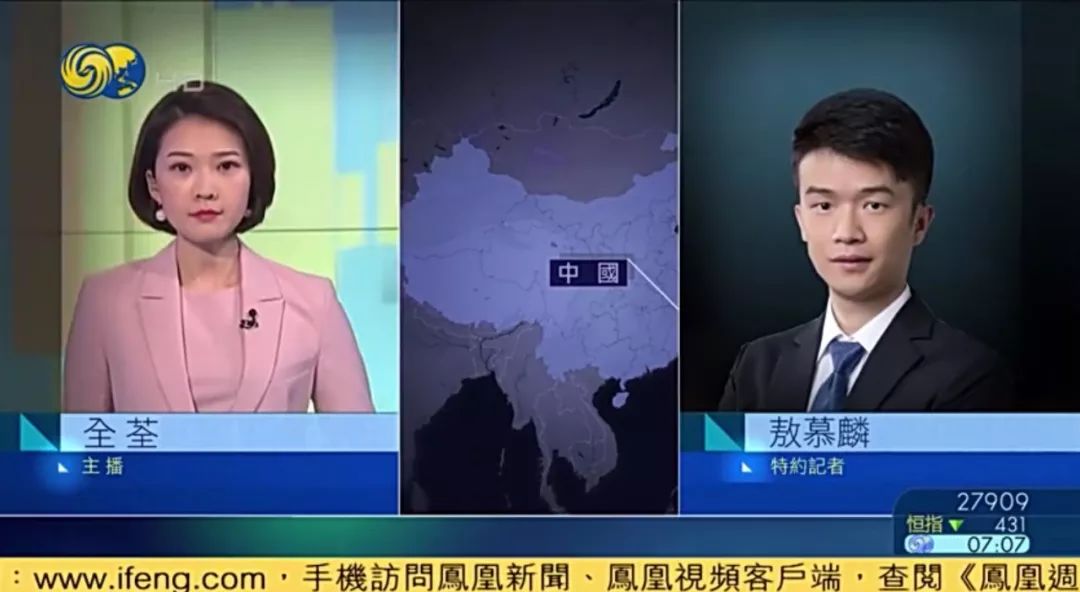 HD
中國
全荃
主播
敖慕麟
特約記者
27909
恒指▼ 431
07:07
：www.ifeng.com，手機訪問鳳凰新聞、鳳凰視頻客戶端，查閱《鳳凰週